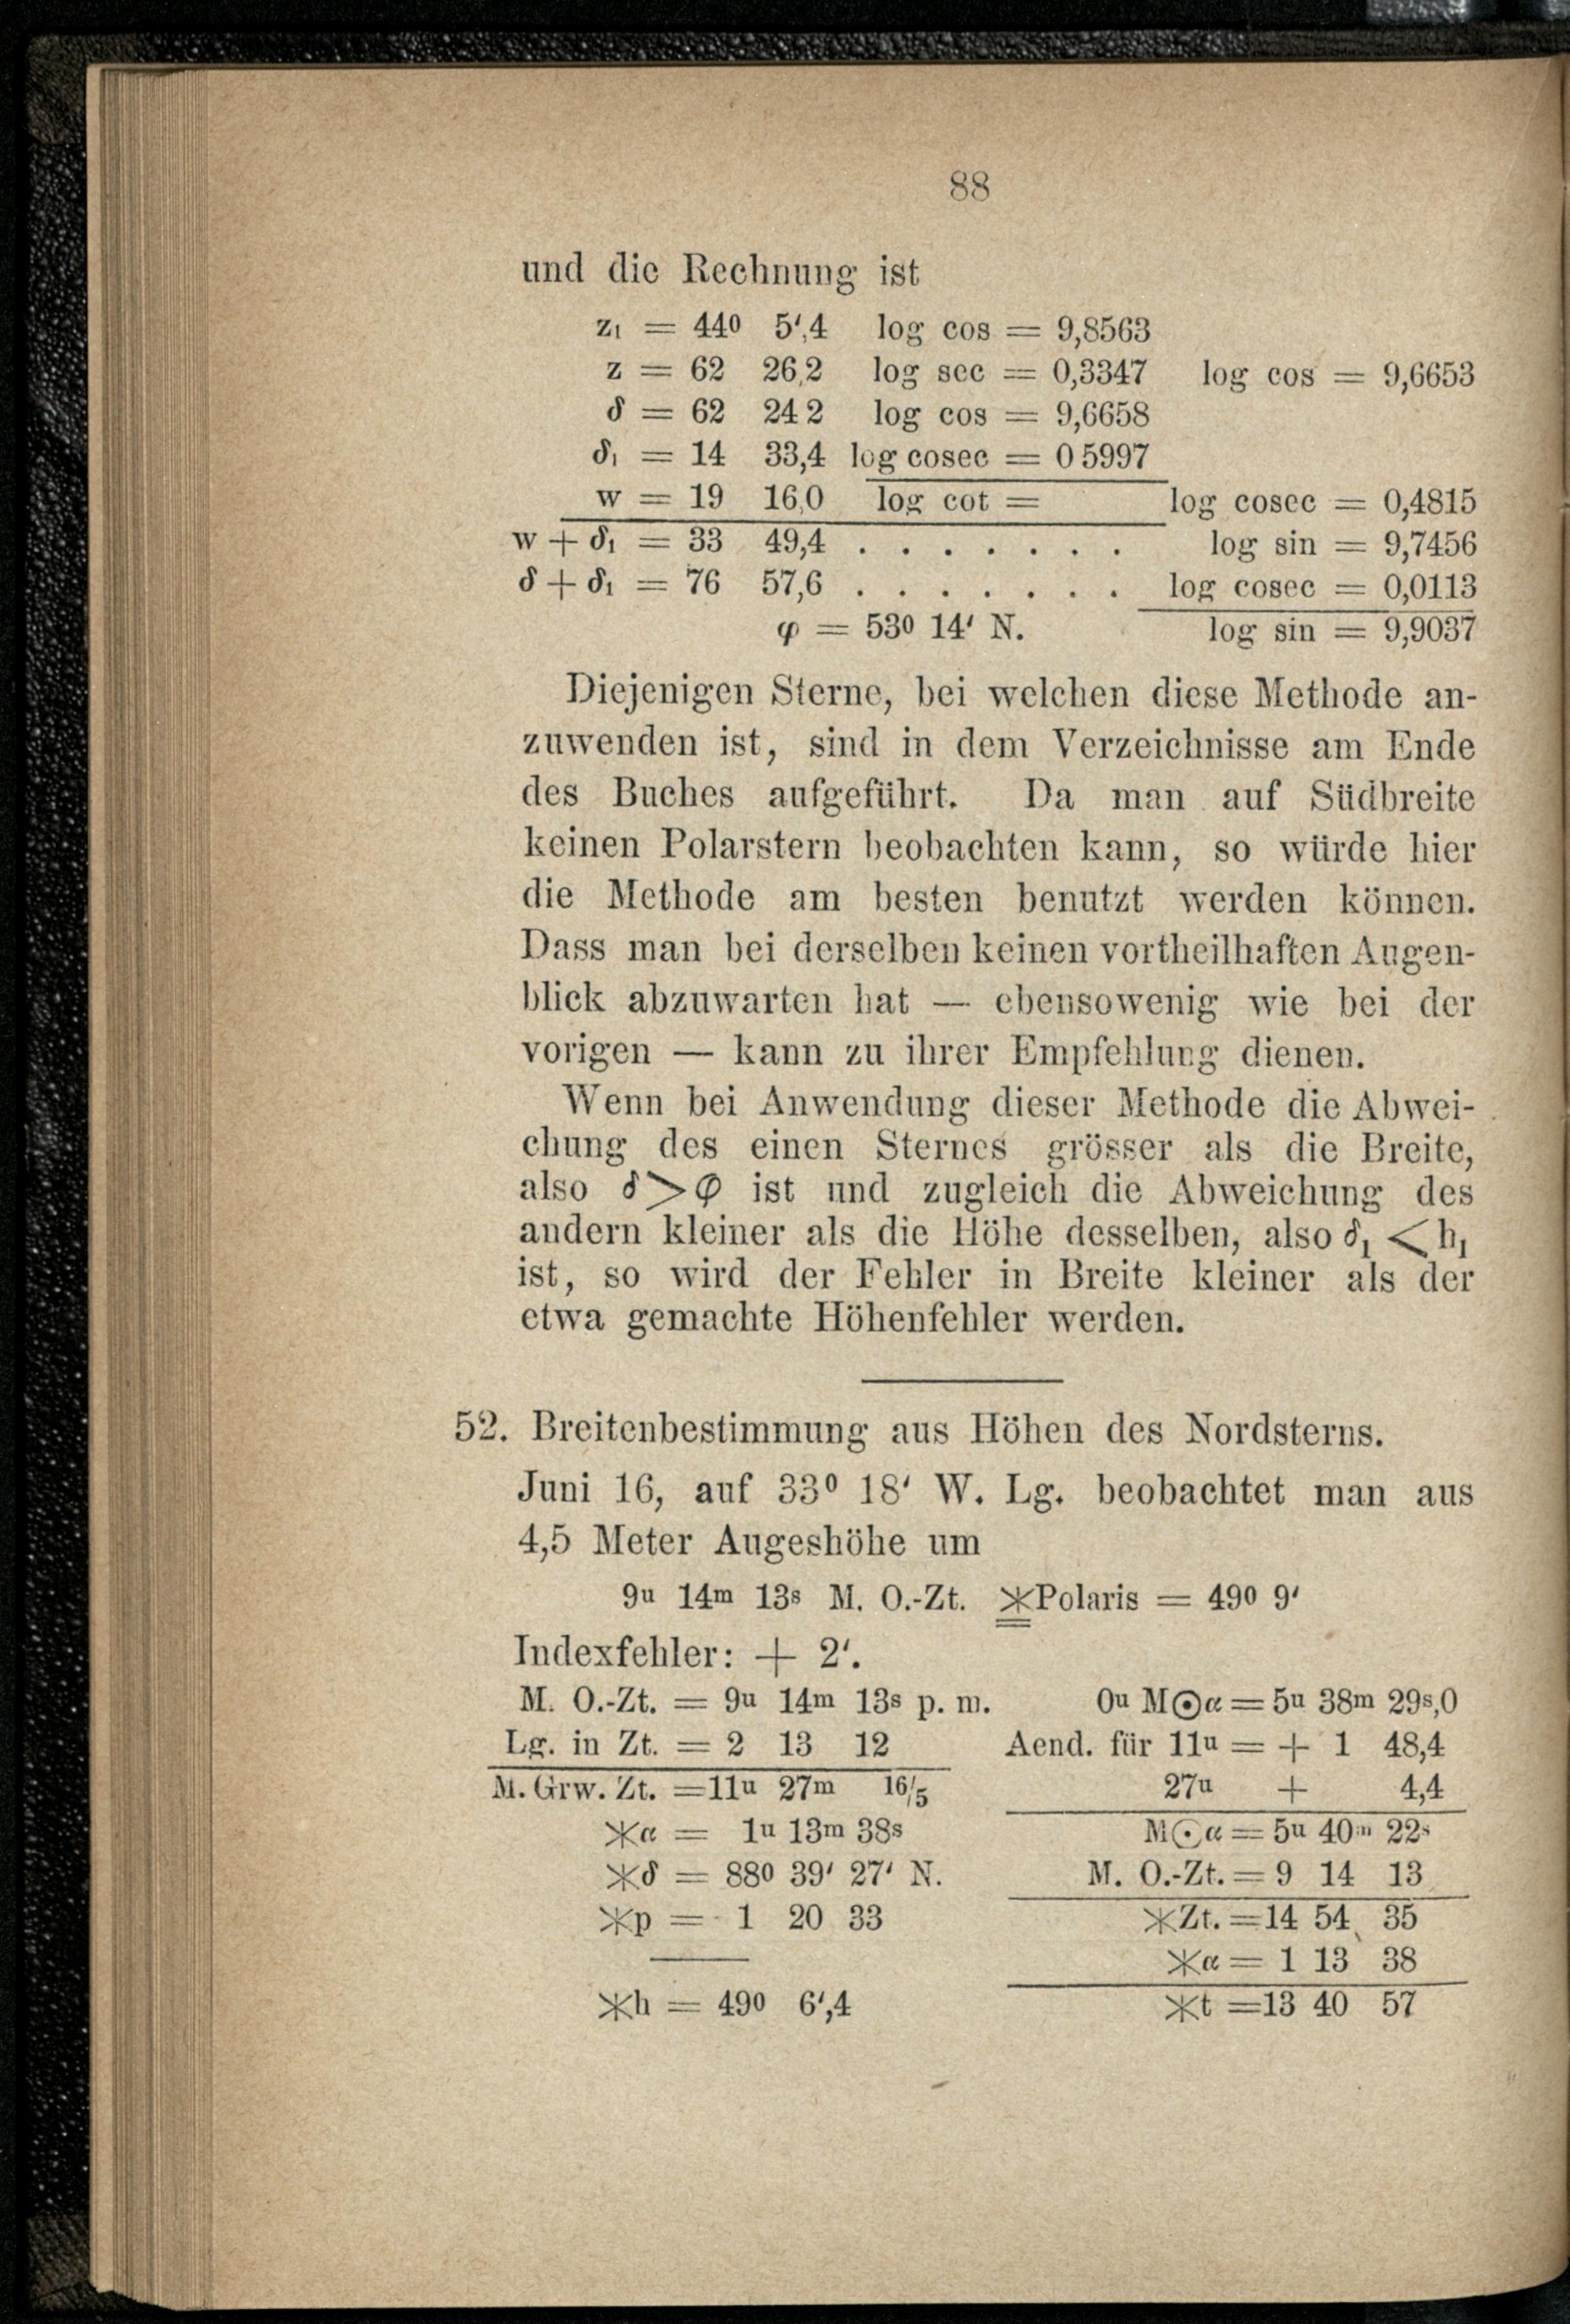 88
und die Rechnung ist
z₁ = 44⁰ 5′,4 log cos = 9,8563
z = 62 26,2 log sec = 0,3347 log cos = 9,6653
δ = 62 24 2 log cos = 9,6658
δ₁ = 14 33,4 log cosec = 0 5997
w = 19 16,0 log cot = log cosec = 0,4815
w + δ₁ = 33 49,4 . . . . . . . log sin = 9,7456
δ + δ₁ = 76 57,6 . . . . . . . log cosec = 0,0113
φ = 53⁰ 14′ N. log sin = 9,9037
Diejenigen Sterne, bei welchen diese Methode an-
zuwenden ist, sind in dem Verzeichnisse am Ende
des Buches aufgeführt. Da man auf Südbreite
keinen Polarstern beobachten kann, so würde hier
die Methode am besten benutzt werden können.
Dass man bei derselben keinen vortheilhaften Augen-
blick abzuwarten hat — ebensowenig wie bei der
vorigen — kann zu ihrer Empfehlung dienen.
Wenn bei Anwendung dieser Methode die Abwei-
chung des einen Sternes grösser als die Breite,
also δ > φ ist und zugleich die Abweichung des
andern kleiner als die Höhe desselben, also δ₁ < h₁
ist, so wird der Fehler in Breite kleiner als der
etwa gemachte Höhenfehler werden.
52. Breitenbestimmung aus Höhen des Nordsterns.
Juni 16, auf 33⁰ 18′ W. Lg. beobachtet man aus
4,5 Meter Augeshöhe um
9ᵘ 14ᵐ 13ˢ M. O.-Zt. ✳Polaris = 49⁰ 9′
Indexfehler: + 2′.
M. O.-Zt. = 9ᵘ 14ᵐ 13ˢ p. m. 0ᵘ M☉α = 5ᵘ 38ᵐ 29ˢ,0
Lg. in Zt. = 2 13 12 Aend. für 11ᵘ = + 1 48,4
M. Grw. Zt. = 11ᵘ 27ᵐ 16/5 27ᵘ + 4,4
✳α = 1ᵘ 13ᵐ 38ˢ M☉α = 5ᵘ 40ᵐ 22ˢ
✳δ = 88⁰ 39′ 27′ N. M. O.-Zt. = 9 14 13
✳p = 1 20 33 ✳Zt. = 14 54 35
✳α = 1 13 38
✳h = 49⁰ 6′,4 ✳t = 13 40 57